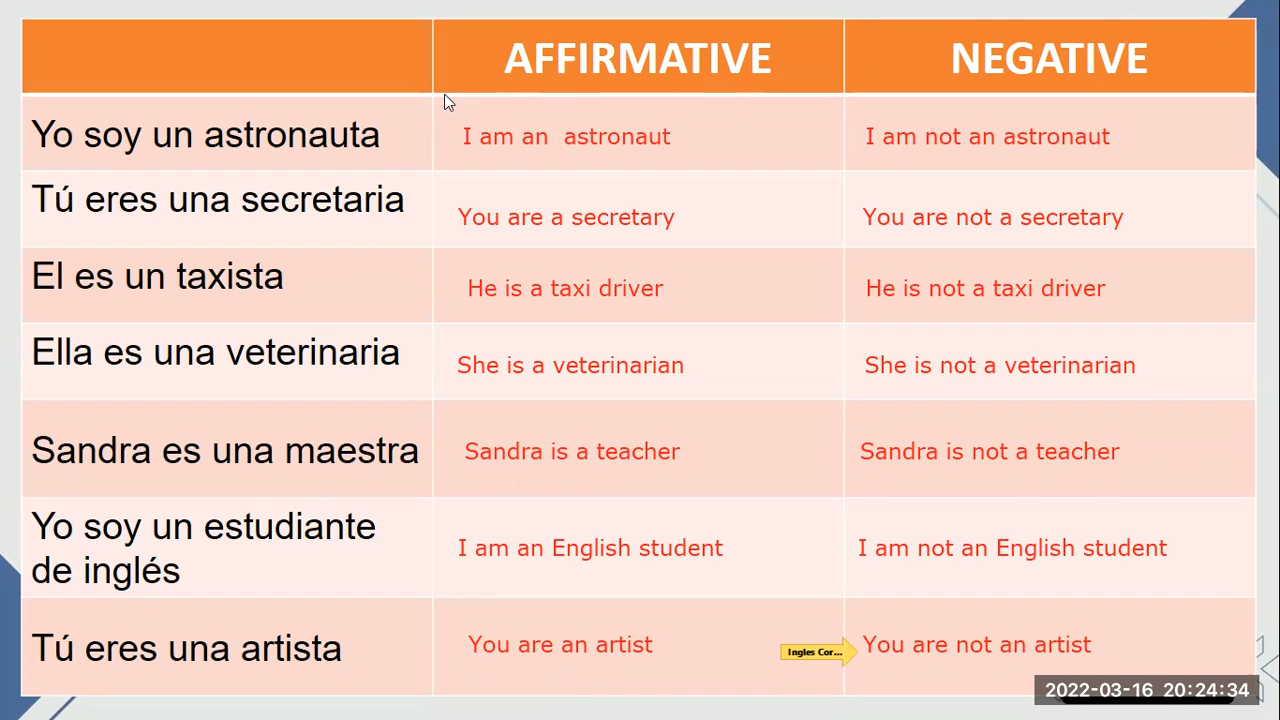 AFFIRMATIVE NEGATIVE
Yo soy un astronauta I am an astronaut I am not an astronaut
Tú eres una secretaria You are a secretary You are not a secretary
El es un taxista He is a taxi driver He is not a taxi driver
Ella es una veterinaria She is a veterinarian She is not a veterinarian
Sandra es una maestra Sandra is a teacher Sandra is not a teacher
Yo soy un estudiante
de inglés I am an English student I am not an English student
Tú eres una artista You are an artist Ingles Cor... You are not an artist
2022-03-16 20:24:34